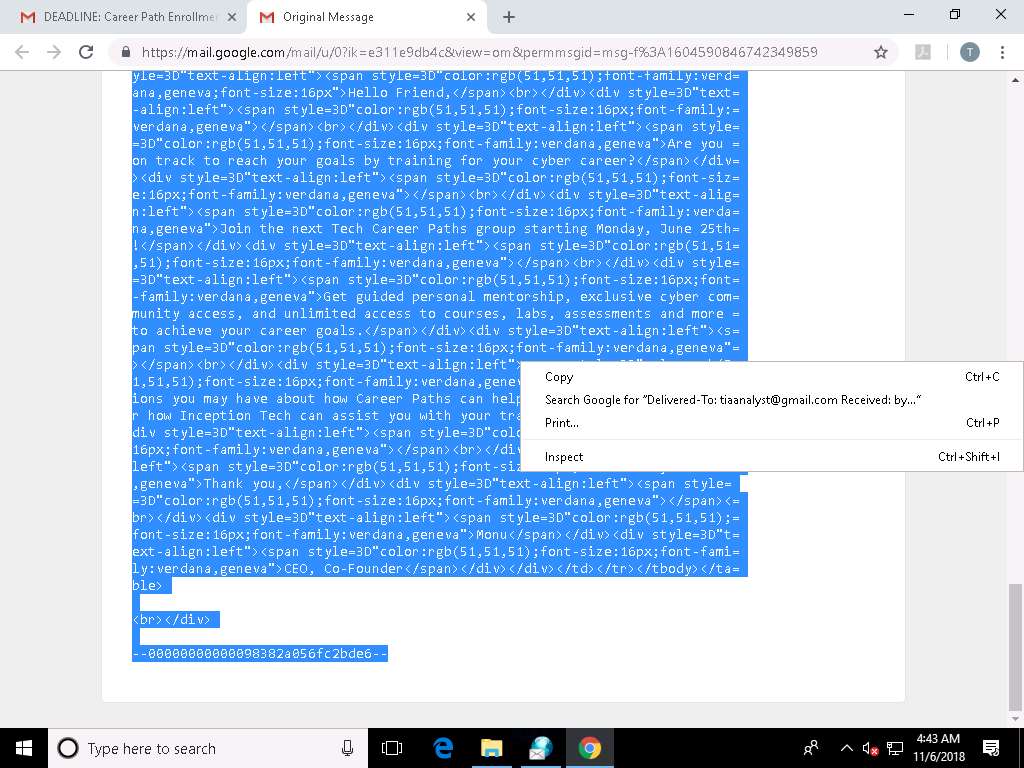 DEADLINE: Career Path Enrollmen
Original Message
https://mail.google.com/mail/u/0?ik=e311e9db4c&view=om&permmsgid=msg-f%3A1604590846742349859
T
yle=3D"text-align:left"><span style=3D"color:rgb(51,51,51);font-family:verd=
ana,geneva;font-size:16px">Hello Friend,</span><br></div><div style=3D"text=
-align:left"><span style=3D"color:rgb(51,51,51);font-size:16px;font-family:=
verdana,geneva"></span><br></div><div style=3D"text-align:left"><span style=
=3D"color:rgb(51,51,51);font-size:16px;font-family:verdana,geneva">Are you =
on track to reach your goals by training for your cyber career?</span></div=
><div style=3D"text-align:left"><span style=3D"color:rgb(51,51,51);font-siz=
e:16px;font-family:verdana,geneva"></span><br></div><div style=3D"text-alig=
n:left"><span style=3D"color:rgb(51,51,51);font-size:16px;font-family:verda=
na,geneva">Join the next Tech Career Paths group starting Monday, June 25th=
!</span></div><div style=3D"text-align:left"><span style=3D"color:rgb(51,51=
,51);font-size:16px;font-family:verdana,geneva"></span><br></div><div style=
=3D"text-align:left"><span style=3D"color:rgb(51,51,51);font-size:16px;font=
-family:verdana,geneva">Get guided personal mentorship, exclusive cyber com=
munity access, and unlimited access to courses, labs, assessments and more =
to achieve your career goals.</span></div><div style=3D"text-align:left"><s=
pan style=3D"color:rgb(51,51,51);font-size:16px;font-family:verdana,geneva"=
></span><br></div><div style=3D"text-align:left">
1,51,51);font-size:16px;font-family:verdana,geneva
ions you may have about how Career Paths can help
r how Inception Tech can assist you with your tra
div style=3D"text-align:left"><span style=3D"colo
16px;font-family:verdana,geneva"></span><br></div
left"><span style=3D"color:rgb(51,51,51);font-siz
,geneva">Thank you,</span></div><div style=3D"text-align:left"><span style=
=3D"color:rgb(51,51,51);font-size:16px;font-family:verdana,geneva"></span><=
br></div><div style=3D"text-align:left"><span style=3D"color:rgb(51,51,51);=
font-size:16px;font-family:verdana,geneva">Monu</span></div><div style=3D"t=
ext-align:left"><span style=3D"color:rgb(51,51,51);font-size:16px;font-fami=
ly:verdana,geneva">CEO, Co-Founder</span></div></div></td></tr></tbody></ta=
ble>
<br></div>
--00000000000098382a056fc2bde6--
Copy Ctrl+C
Search Google for "Delivered-To: tiaanalyst@gmail.com Received: by..."
Print... Ctrl+P
Inspect Ctrl+Shift+I
Type here to search
4:43 AM
11/6/2018